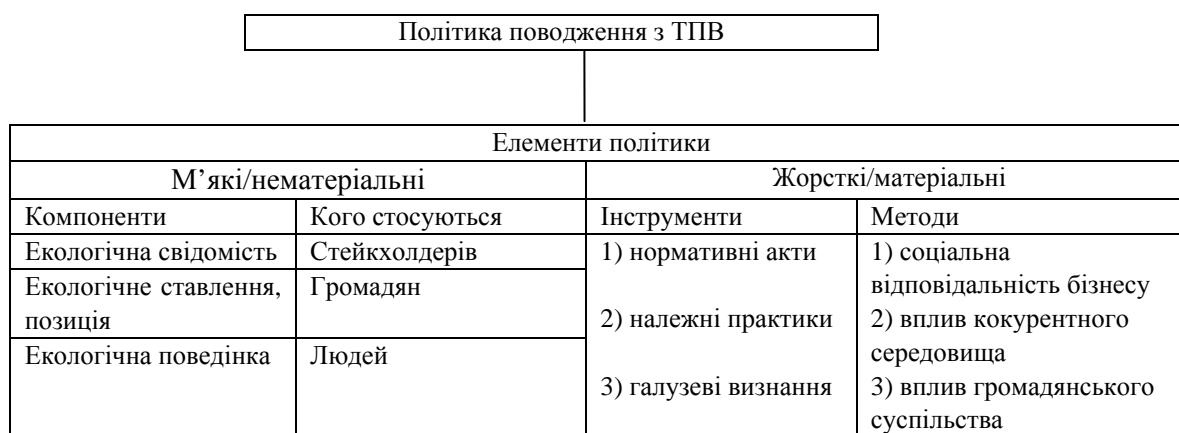 Політика поводження з ТПВ
Елементи політики
М’які/нематеріальні
Жорсткі/матеріальні
Компоненти
Кого стосуються
Інструменти
Методи
Екологічна свідомість
Стейкхолдерів
Екологічне ставлення,
позиція
Громадян
Екологічна поведінка
Людей
1) нормативні акти
2) належні практики
3) галузеві визнання
1) соціальна
відповідальність бізнесу
2) вплив кокурентного
середовища
3) вплив громадянського
суспільства